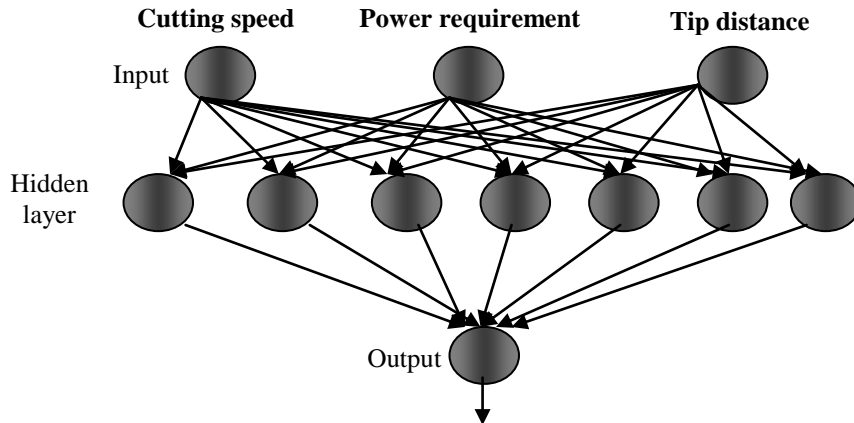 Cutting speed Power requirement Tip distance
Input
Hidden
layer
Output